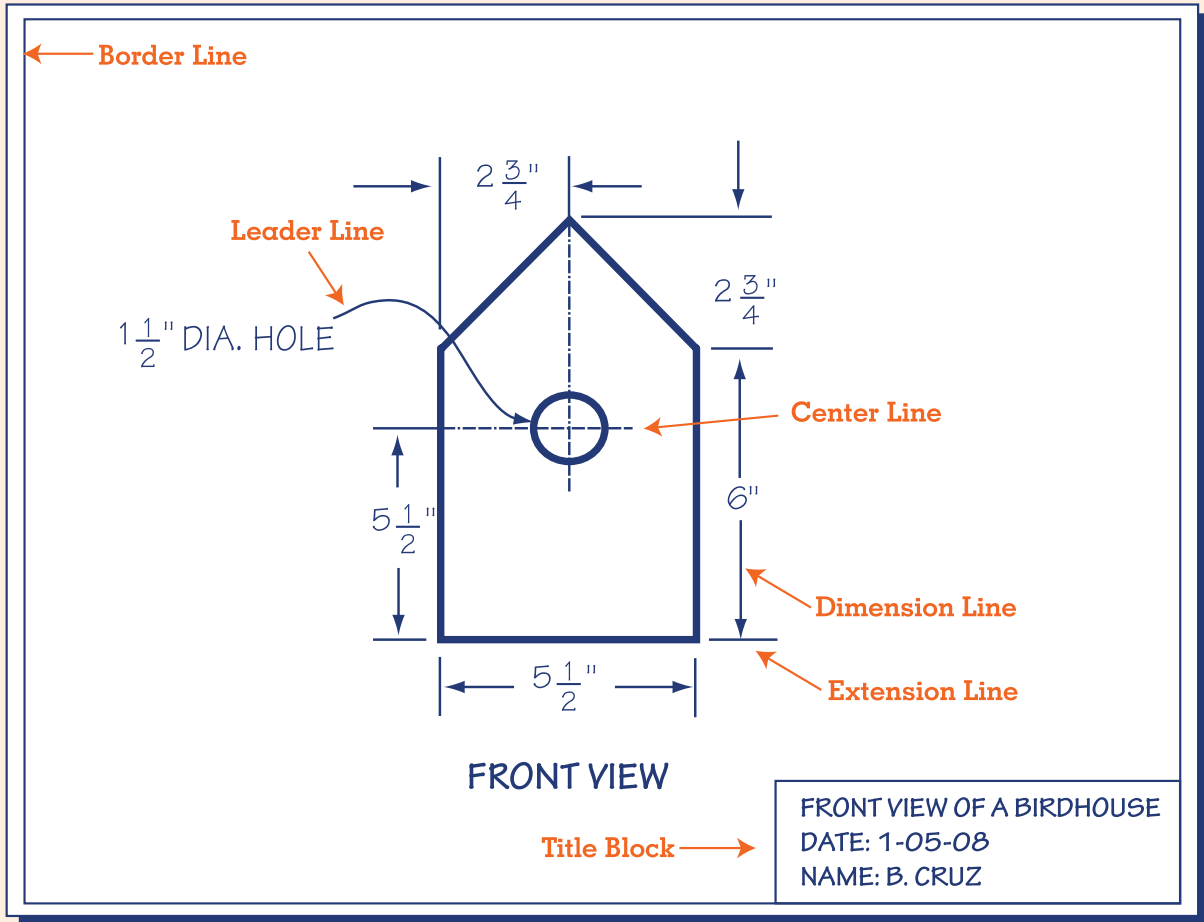 Border Line
2 3/4"
Leader Line
2 3/4"
1 1/2" DIA. HOLE
Center Line
6"
5 1/2"
Dimension Line
5 1/2"
Extension Line
FRONT VIEW
FRONT VIEW OF A BIRDHOUSE
DATE: 1-05-08
NAME: B. CRUZ
Title Block